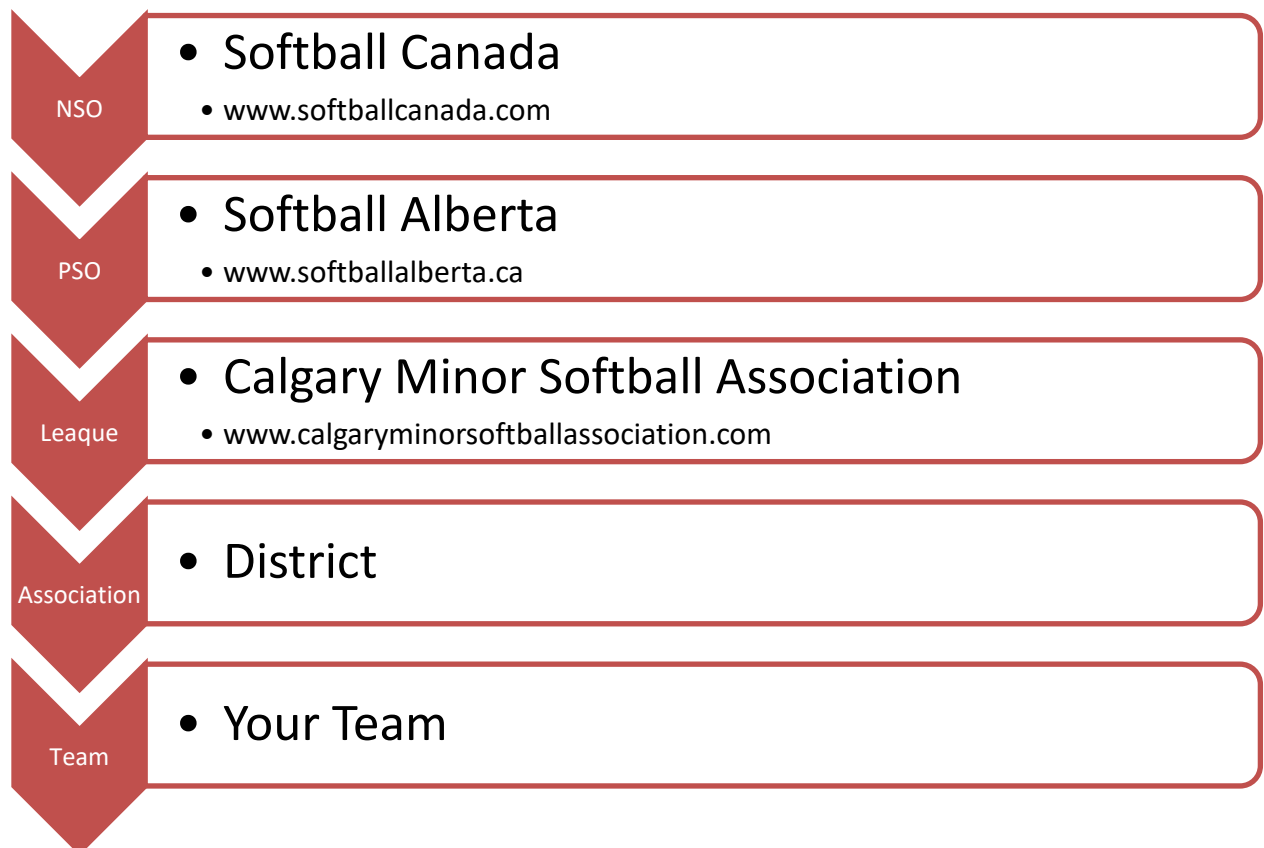 NSO
• Softball Canada
• www.softballcanada.com
PSO
• Softball Alberta
• www.softballalberta.ca
Leaque
• Calgary Minor Softball Association
• www.calgaryminorsoftballassociation.com
Association
• District
Team
• Your Team